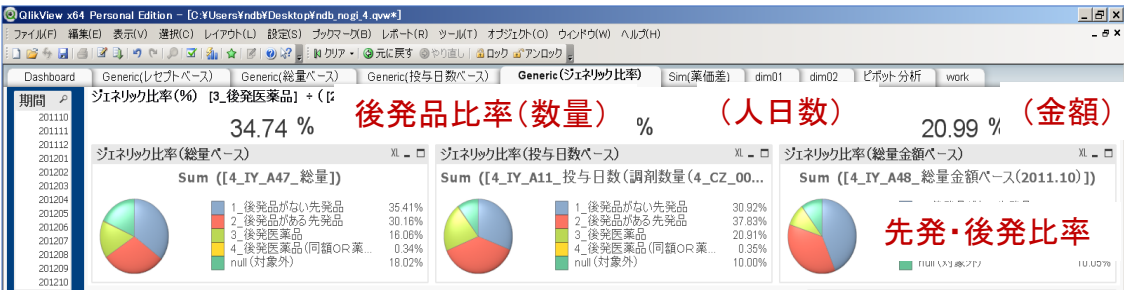 QlikView x64 Personal Edition - [C:¥Users¥ndb¥Desktop¥ndb_nogi_4.qvw*]
ファイル(F) 編集(E) 表示(V) 選択(C) レイアウト(L) 設定(S) ブックマーク(B) レポート(R) ツール(T) オブジェクト(O) ウィンドウ(W) ヘルプ(H)
クリア 元に戻す やり直し ロック アンロック
Dashboard Generic(レセプトベース) Generic(総量ベース) Generic(投与日数ベース) Generic(ジェネリック比率) Sim(薬価差) dim01 dim02 ピボット分析 work
期間
201110
201111
201112
201201
201202
201203
201204
201205
201206
201207
201208
201209
201210
ジェネリック比率(%) [3_後発医薬品] ÷ ([2
34.74 %
後発品比率(数量)
%
(人日数)
20.99 %
(金額)
ジェネリック比率(総量ベース) XL
Sum ([4_IY_A47_総量])
1_後発品がない先発品 35.41%
2_後発品がある先発品 30.16%
3_後発医薬品 16.06%
4_後発医薬品(同額OR薬... 0.34%
null(対象外) 18.02%
ジェネリック比率(投与日数ベース) XL
Sum ([4_IY_A11_投与日数(調剤数量(4_CZ_00...
1_後発品がない先発品 30.92%
2_後発品がある先発品 37.83%
3_後発医薬品 20.91%
4_後発医薬品(同額OR薬... 0.35%
null(対象外) 10.00%
ジェネリック比率(総量金額ベース) XL
Sum ([4_IY_A48_総量金額ベース(2011.10)])
先発・後発比率
null(対象外) 10.05%